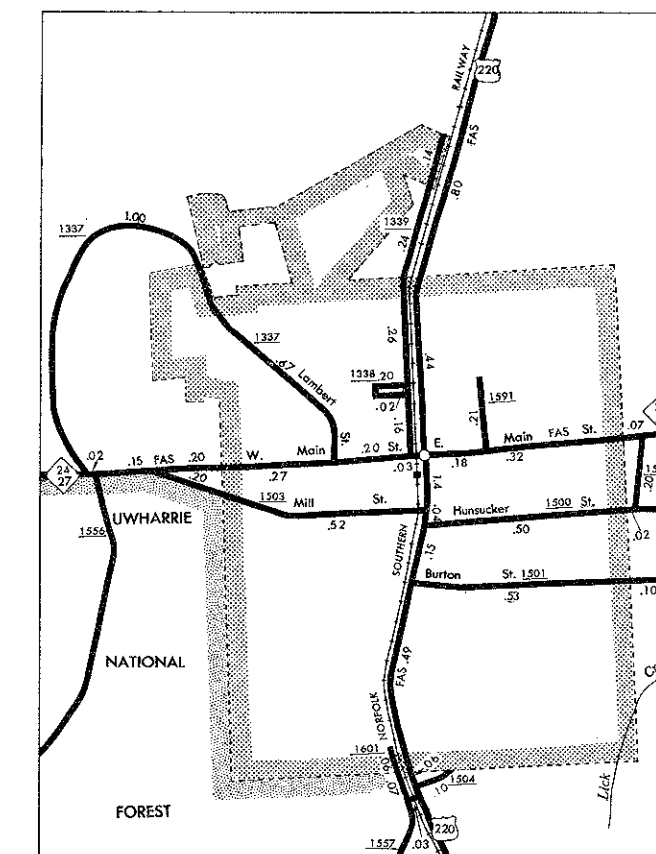 RAILWAY
220
FAS
.14
.80
1339
.24
1337
1.00
1337
.67 Lambert St.
.26
.44
1338 .20
.02
.16
1591
.21
24
27
.02
.15 FAS .20
W. Main .20 St.
.27
.03
E. Main FAS St. .07
.18 .32
.20
1503 Mill St.
.52
.14
.04
Hunsucker 1500 St.
.50
.20
.02
UWHARRIE
1556
SOUTHERN
.15
Burton St. 1501
.53
.10
NATIONAL
FAS .49
NORFOLK
1601
.06
.07
.06
1504
.10
Lick
FOREST
220
1557
.03